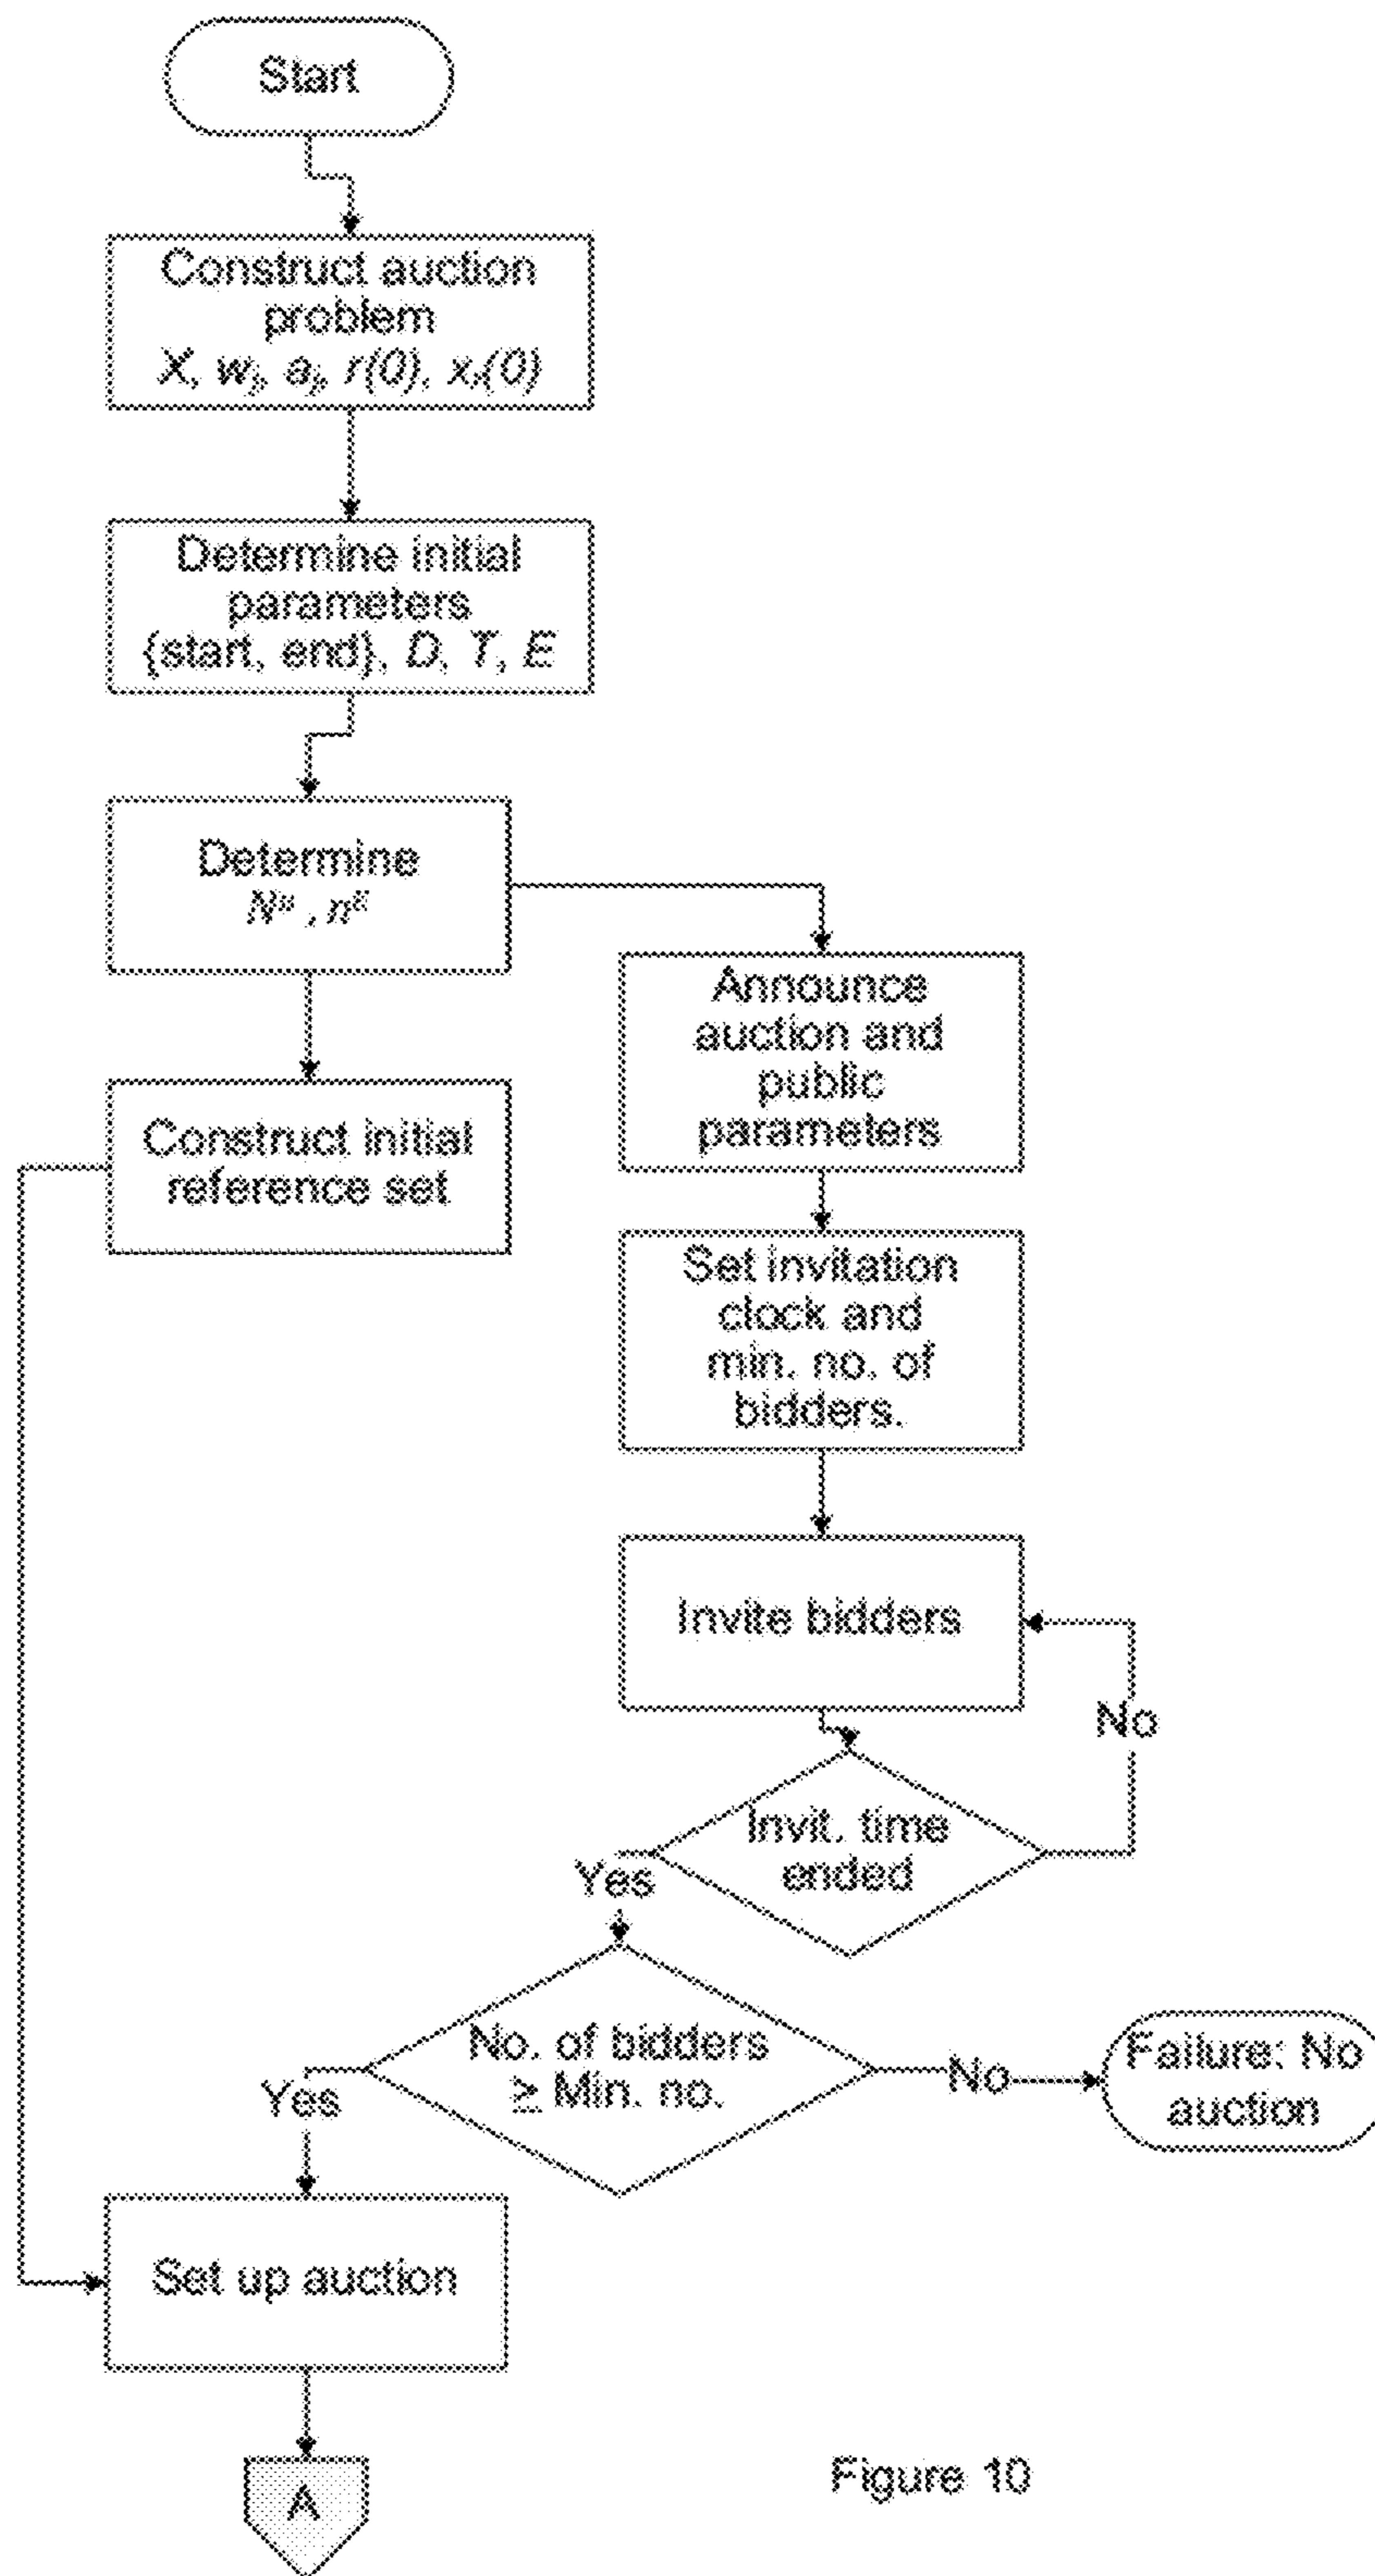 Start
Construct auction
problem
X, wⱼ, aⱼ, r(0), xᵣ(0)
Determine initial
parameters
{start, end}, D, T, E
Determine
Announce
auction and
public
parameters
Construct initial
reference set
Set invitation
clock and
min. no. of
bidders.
Invite bidders
No
Invit. time
ended
Yes
No. of bidders
≥ Min. no.
Yes
No
Failure: No
auction
Set up auction
A
Figure 10